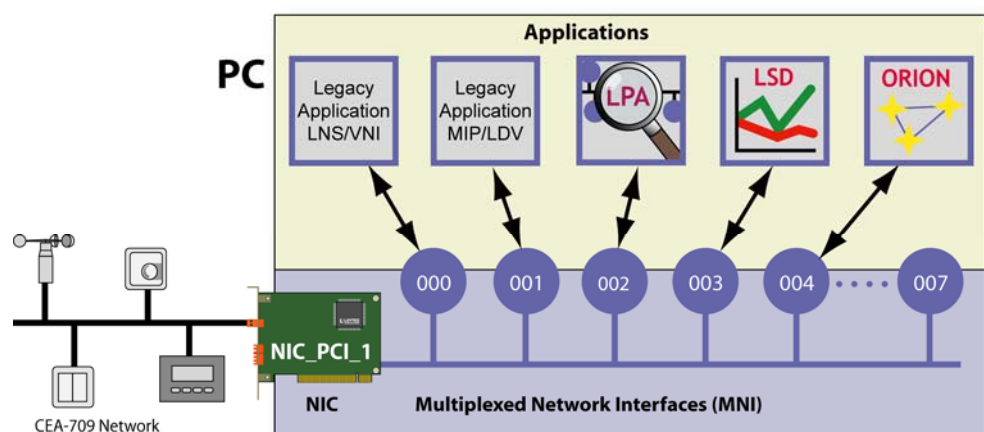 Applications
PC
Legacy
Application
LNS/VNI
Legacy
Application
MIP/LDV
LPA
LSD
ORION
000
001
002
003
004
007
NIC_PCI_1
NIC
Multiplexed Network Interfaces (MNI)
CEA-709 Network